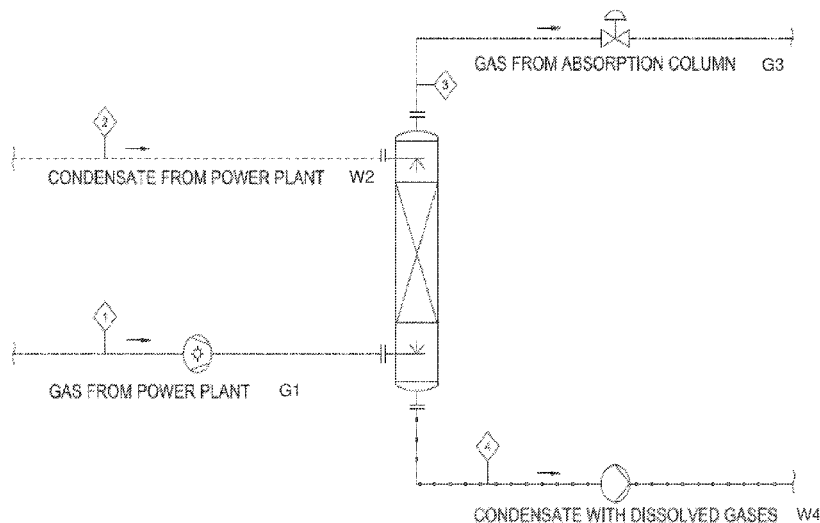 GAS FROM ABSORPTION COLUMN G3
3
2
CONDENSATE FROM POWER PLANT W2
1
GAS FROM POWER PLANT G1
4
CONDENSATE WITH DISSOLVED GASES W4